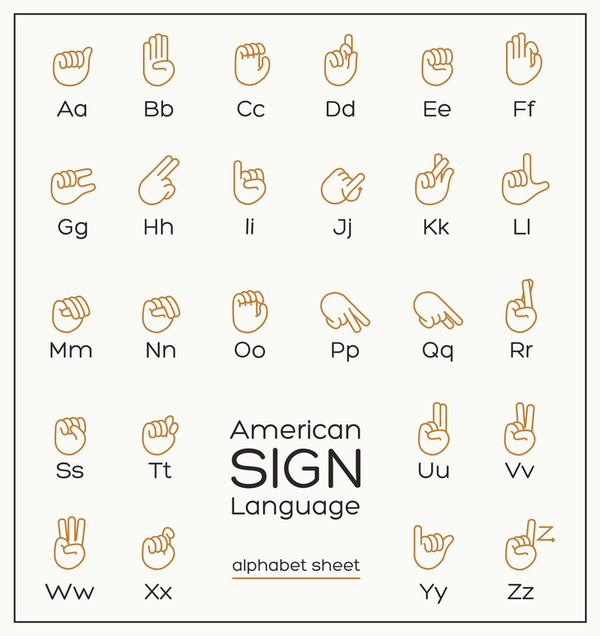 Aa Bb Cc Dd Ee Ff
Gg Hh Ii Jj Kk Ll
Mm Nn Oo Pp Qq Rr
Ss Tt
American
SIGN
Language
Uu Vv
alphabet sheet
Ww Xx
Yy Zz
Z